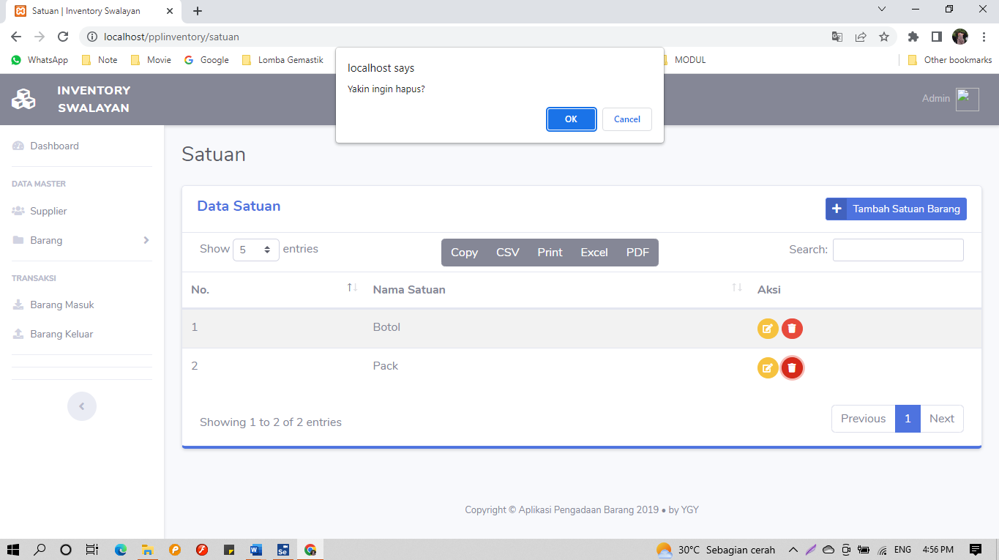 Satuan | Inventory Swalayan
localhost/pplinventory/satuan
WhatsApp Note Movie Google Lomba Gemastik MODUL Other bookmarks
localhost says
Yakin ingin hapus?
OK Cancel
INVENTORY
SWALAYAN
Admin
Dashboard
DATA MASTER
Supplier
Barang
TRANSAKSI
Barang Masuk
Barang Keluar
Satuan
Data Satuan
+ Tambah Satuan Barang
Show 5 entries
Copy CSV Print Excel PDF
Search:
No. Nama Satuan Aksi
1 Botol
2 Pack
Showing 1 to 2 of 2 entries
Previous 1 Next
Copyright © Aplikasi Pengadaan Barang 2019 • by YGY
30°C Sebagian cerah ENG 4:56 PM